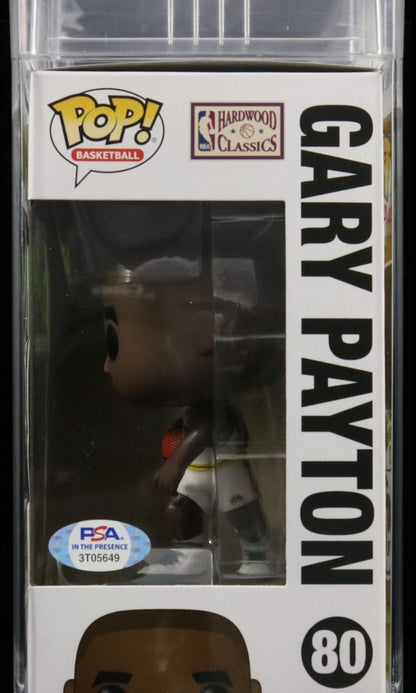 POP!
BASKETBALL
NBA
HARDWOOD
CLASSICS
GARY PAYTON
PSA
IN THE PRESENCE
3T05649
80